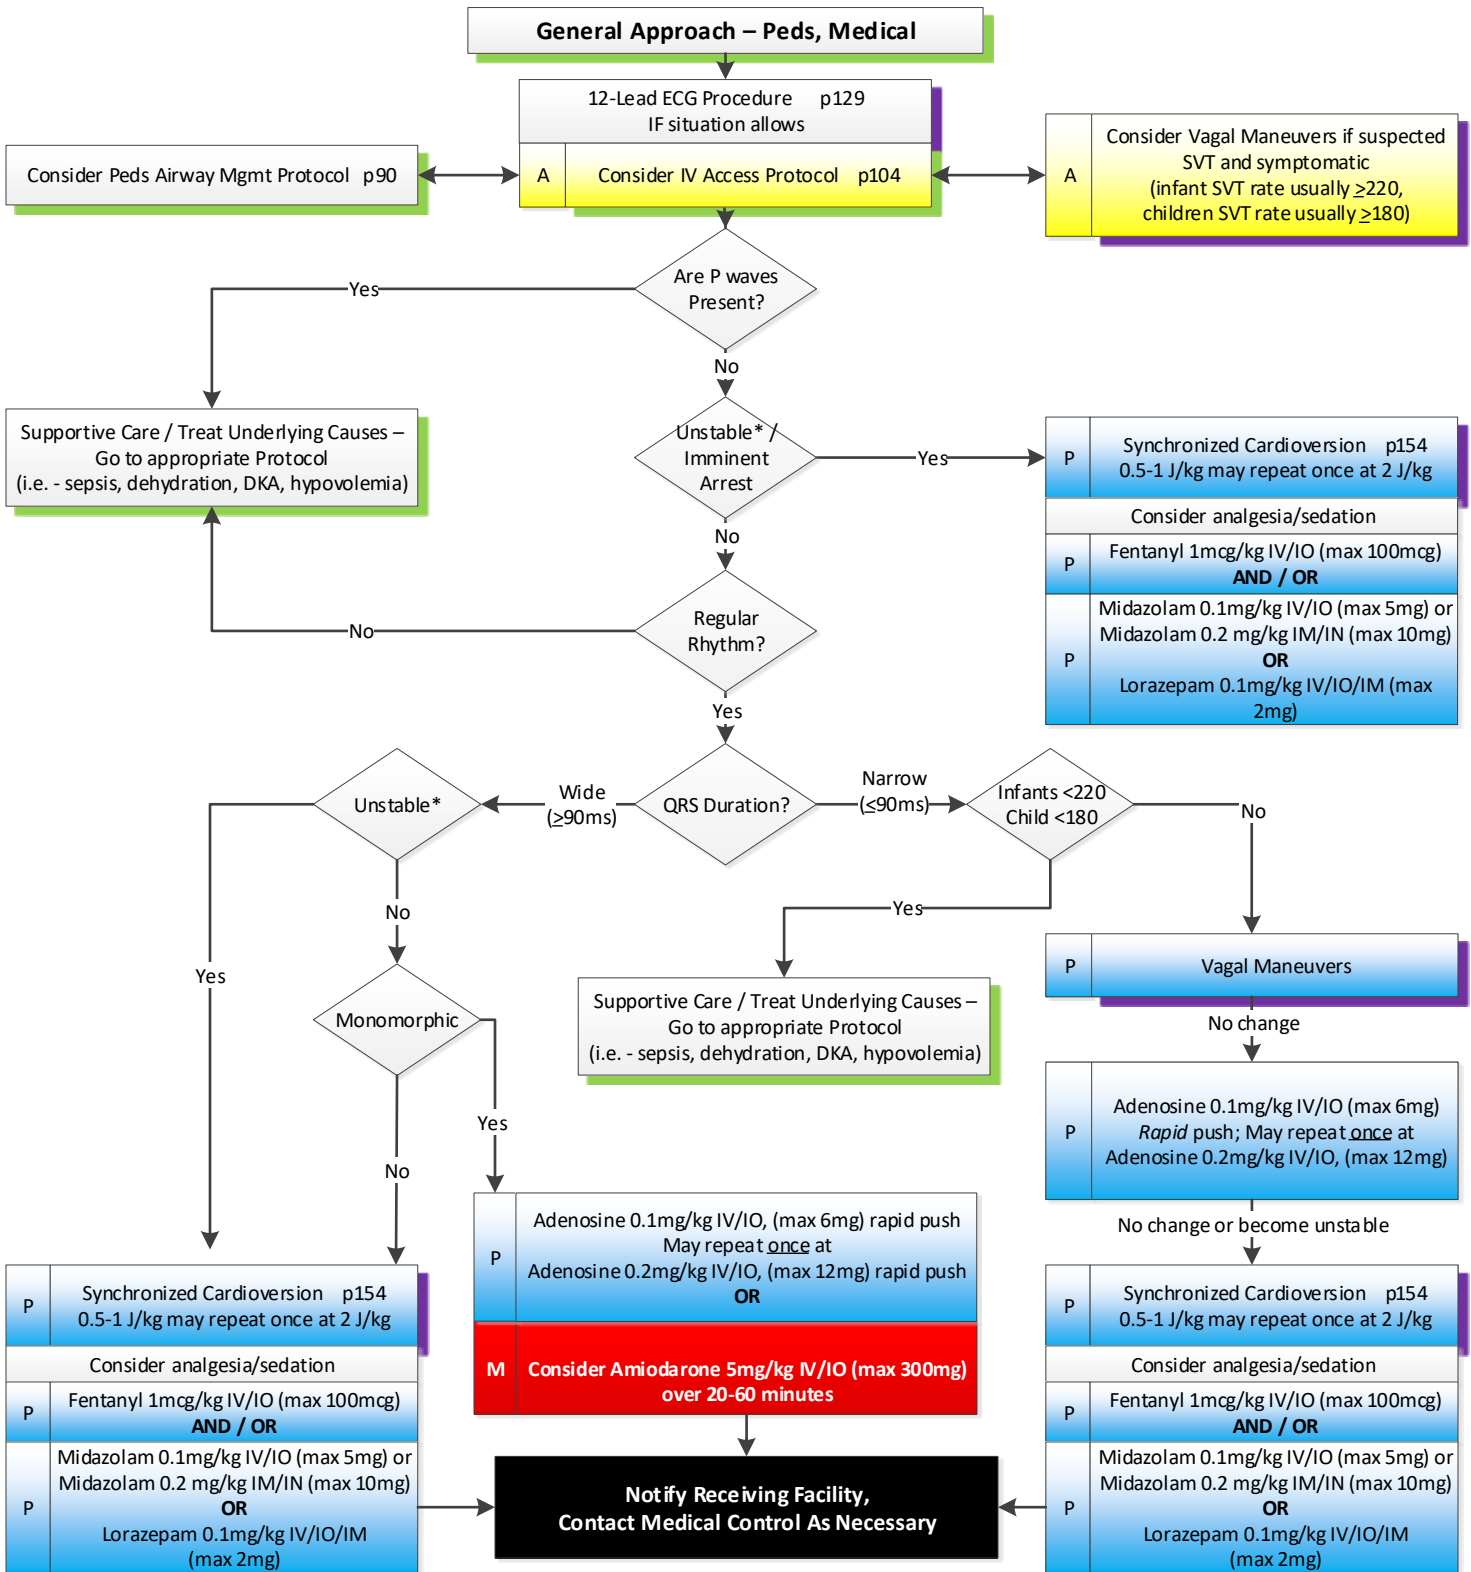 General Approach – Peds, Medical
12-Lead ECG Procedure p129
IF situation allows
A
Consider IV Access Protocol p104
Consider Peds Airway Mgmt Protocol p90
A
Consider Vagal Maneuvers if suspected
SVT and symptomatic
(infant SVT rate usually ≥220,
children SVT rate usually ≥180)
Are P waves
Present?
Yes
No
Supportive Care / Treat Underlying Causes –
Go to appropriate Protocol
(i.e. - sepsis, dehydration, DKA, hypovolemia)
Unstable* /
Imminent
Arrest
Yes
No
P
Synchronized Cardioversion p154
0.5-1 J/kg may repeat once at 2 J/kg
Consider analgesia/sedation
P
Fentanyl 1mcg/kg IV/IO (max 100mcg)
AND / OR
P
Midazolam 0.1mg/kg IV/IO (max 5mg) or
Midazolam 0.2 mg/kg IM/IN (max 10mg)
OR
Lorazepam 0.1mg/kg IV/IO/IM (max
2mg)
Regular
Rhythm?
No
Yes
QRS Duration?
Wide
(≥90ms)
Narrow
(≤90ms)
Unstable*
Yes
No
Infants <220
Child <180
No
Yes
Monomorphic
Yes
No
Supportive Care / Treat Underlying Causes –
Go to appropriate Protocol
(i.e. - sepsis, dehydration, DKA, hypovolemia)
P
Vagal Maneuvers
No change
P
Adenosine 0.1mg/kg IV/IO (max 6mg)
Rapid push; May repeat once at
Adenosine 0.2mg/kg IV/IO, (max 12mg)
No change or become unstable
P
Adenosine 0.1mg/kg IV/IO, (max 6mg) rapid push
May repeat once at
Adenosine 0.2mg/kg IV/IO, (max 12mg) rapid push
OR
M
Consider Amiodarone 5mg/kg IV/IO (max 300mg)
over 20-60 minutes
P
Synchronized Cardioversion p154
0.5-1 J/kg may repeat once at 2 J/kg
Consider analgesia/sedation
P
Fentanyl 1mcg/kg IV/IO (max 100mcg)
AND / OR
P
Midazolam 0.1mg/kg IV/IO (max 5mg) or
Midazolam 0.2 mg/kg IM/IN (max 10mg)
OR
Lorazepam 0.1mg/kg IV/IO/IM
(max 2mg)
Notify Receiving Facility,
Contact Medical Control As Necessary
P
Synchronized Cardioversion p154
0.5-1 J/kg may repeat once at 2 J/kg
Consider analgesia/sedation
P
Fentanyl 1mcg/kg IV/IO (max 100mcg)
AND / OR
P
Midazolam 0.1mg/kg IV/IO (max 5mg) or
Midazolam 0.2 mg/kg IM/IN (max 10mg)
OR
Lorazepam 0.1mg/kg IV/IO/IM
(max 2mg)